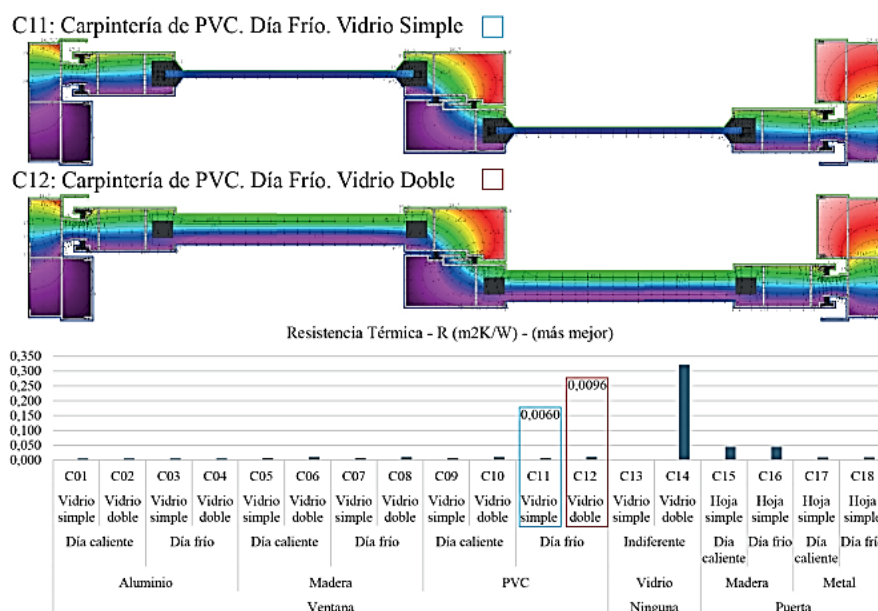 C11: Carpintería de PVC. Día Frío. Vidrio Simple
C12: Carpintería de PVC. Día Frío. Vidrio Doble
Resistencia Térmica - R (m2K/W) - (más mejor)
0,350
0,300
0,250
0,200
0,150
0,100
0,050
0,000
0,0060
0,0096
C01 C02 C03 C04 C05 C06 C07 C08 C09 C10 C11 C12 C13 C14 C15 C16 C17 C18
Vidrio Vidrio Vidrio Vidrio Vidrio Vidrio Vidrio Vidrio Vidrio Vidrio Vidrio Vidrio Vidrio Vidrio Hoja Hoja Hoja Hoja
simple doble simple doble simple doble simple doble simple doble simple doble simple doble simple simple simple simple
Día caliente Día frío Día caliente Día frío Día caliente Día frío Indiferente Día caliente Día frío Día caliente Día frío
Aluminio Madera PVC Vidrio Madera Metal
Ventana Ninguna Puerta